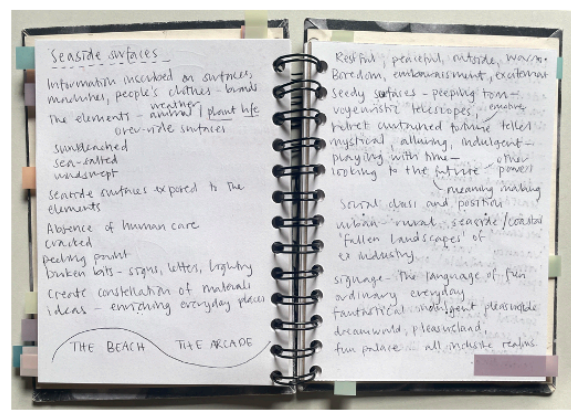 Seaside surfaces
Information inscribed on surfaces,
machines, people's clothes - brands
weather
The elements - animal / plant life
over-ride surfaces
sunbleached
sea-salted
windswept
seaside surfaces exposed to the
elements
Absence of human care
cracked
peeling paint
broken bits - signs, letters, lighting
Create constellation of materials
ideas - enriching everyday places
THE BEACH THE ARCADE
Restful, peaceful, outside, warm.
Boredom, embarrassment, excitement
Seedy surfaces - peeping tom -
voyeuristic telescopes,
velvet curtained fortune teller
mystical, alluring, indulgent -
playing with time - other
looking to the future powers
meaning making
Social class and position
urban - rural, seaside/coastal
'fallen landscapes' of
ex industry
signage - the language of fun
ordinary everyday
fantastical indulgent pleasurable
dreamworld, pleasureland,
fun palace - all inclusive realms.